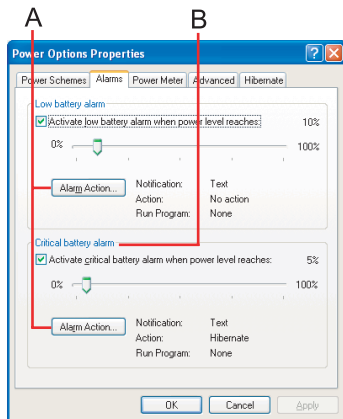 A B
Power Options Properties
Power Schemes Alarms Power Meter Advanced Hibernate
Low battery alarm
Activate low battery alarm when power level reaches: 10%
0% 100%
Alarm Action... Notification: Text
Action: No action
Run Program: None
Critical battery alarm
Activate critical battery alarm when power level reaches: 5%
0% 100%
Alarm Action... Notification: Text
Action: Hibernate
Run Program: None
OK Cancel Apply